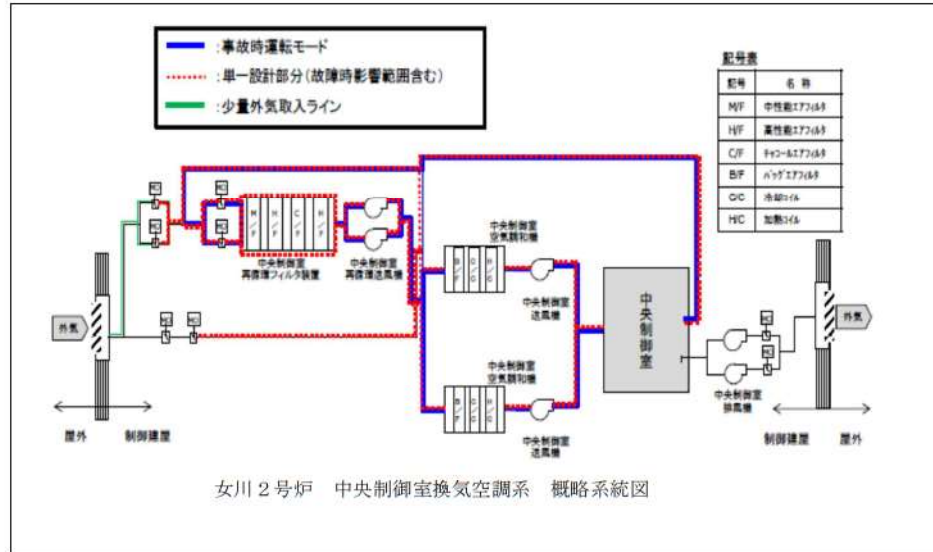 ：事故時運転モード
：単一設計部分（故障時影響範囲含む）
：少量外気取入ライン
記号表
記号 名 称
M/F 中性能エアフィルタ
H/F 高性能エアフィルタ
C/F チャコールエアフィルタ
B/F バッグエアフィルタ
C/C 冷却コイル
H/C 加熱コイル
MO
MO
MO
MO
M/F H/F C/F H/F
中央制御室
再循環フィルタ装置
中央制御室
再循環送風機
中央制御室
空気調和機
B/F C/C H/C
中央制御室
送風機
中央制御室
外気
MO
MO
中央制御室
空気調和機
B/F C/C H/C
中央制御室
送風機
MO
MO
中央制御室
排風機
外気
屋外 制御建屋
制御建屋 屋外
女川２号炉 中央制御室換気空調系 概略系統図